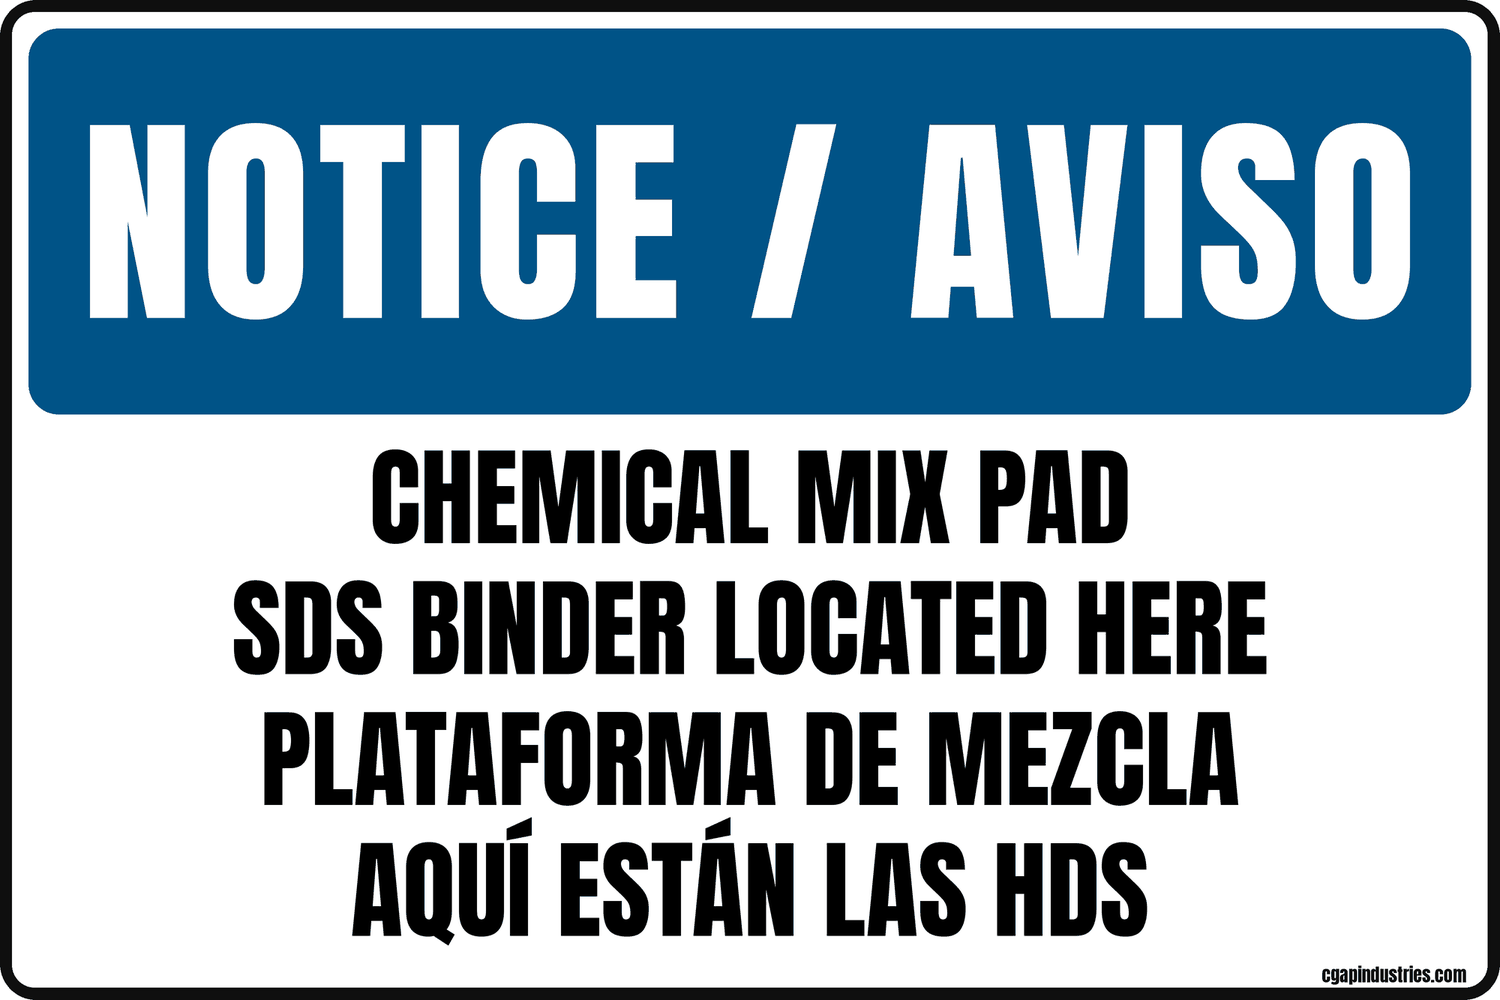 NOTICE / AVISO
CHEMICAL MIX PAD
SDS BINDER LOCATED HERE
PLATAFORMA DE MEZCLA
AQUÍ ESTÁN LAS HDS
cgapindustries.com